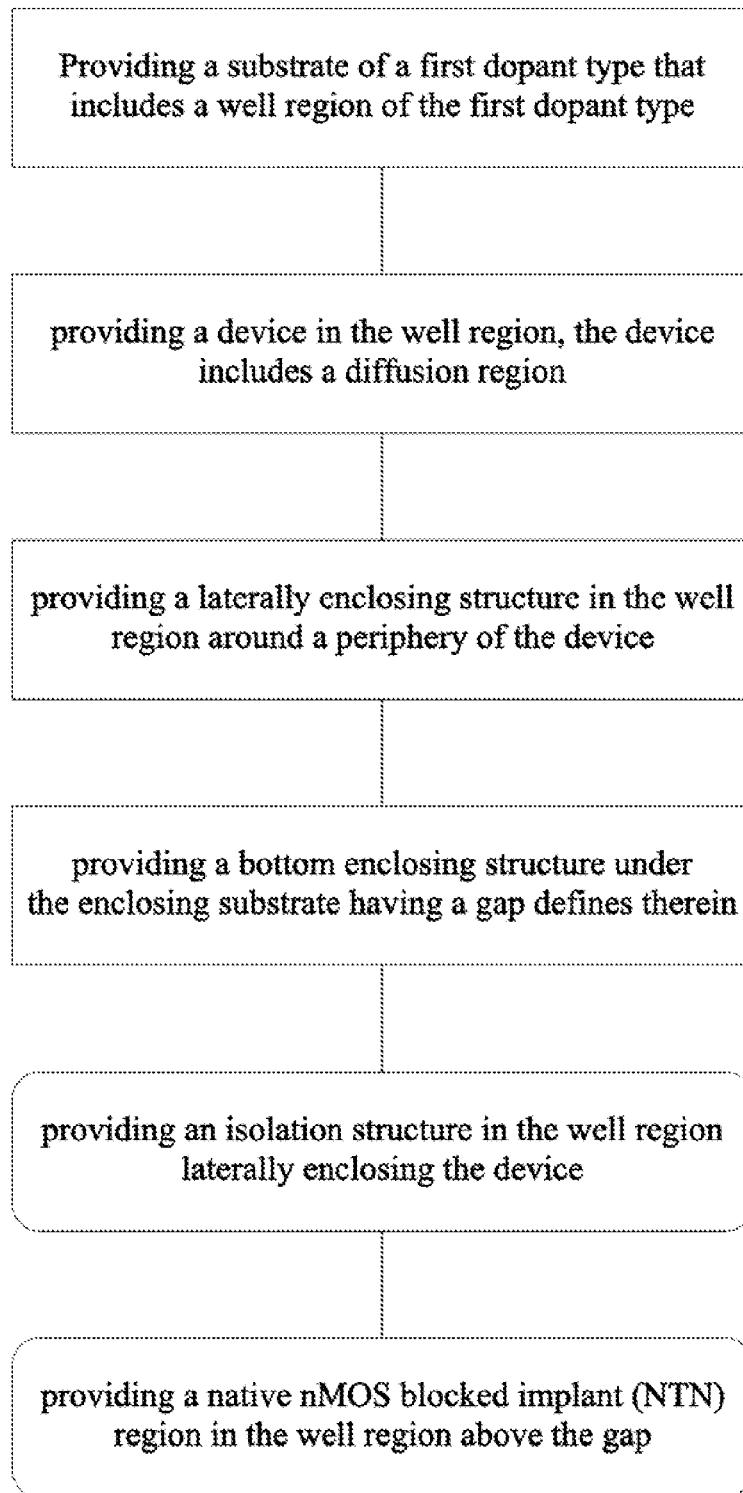 Providing a substrate of a first dopant type that
includes a well region of the first dopant type
providing a device in the well region, the device
includes a diffusion region
providing a laterally enclosing structure in the well
region around a periphery of the device
providing a bottom enclosing structure under
the enclosing substrate having a gap defines therein
providing an isolation structure in the well region
laterally enclosing the device
providing a native nMOS blocked implant (NTN)
region in the well region above the gap